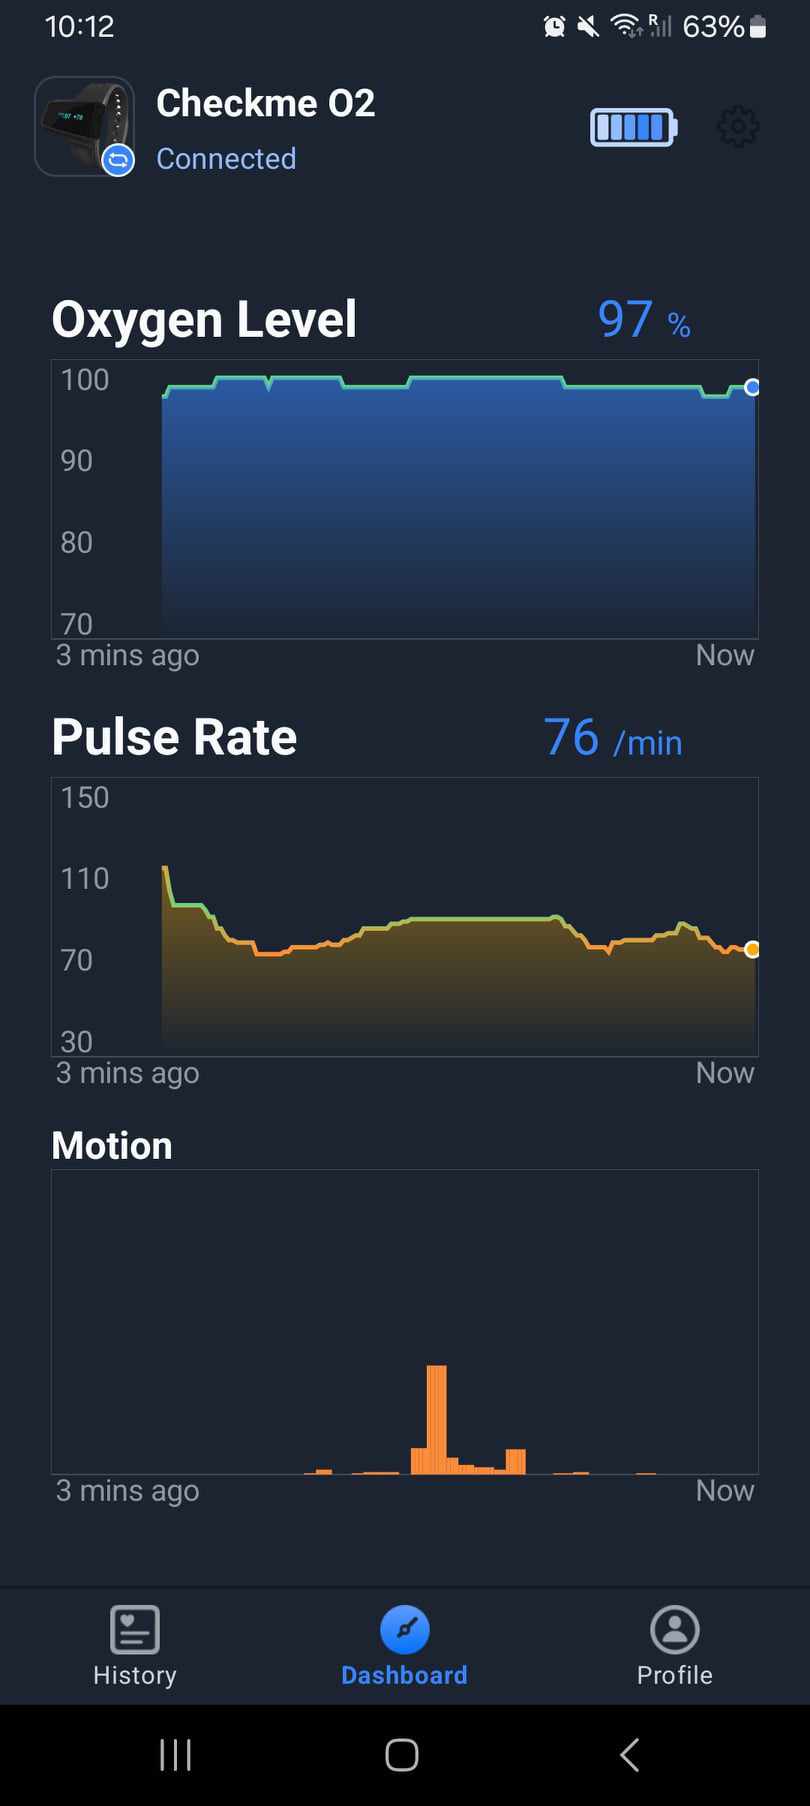 10:12 R 63%
Checkme O2
Connected
Oxygen Level 97 %
100
90
80
70
3 mins ago Now
Pulse Rate 76 /min
150
110
70
30
3 mins ago Now
Motion
3 mins ago Now
History Dashboard Profile